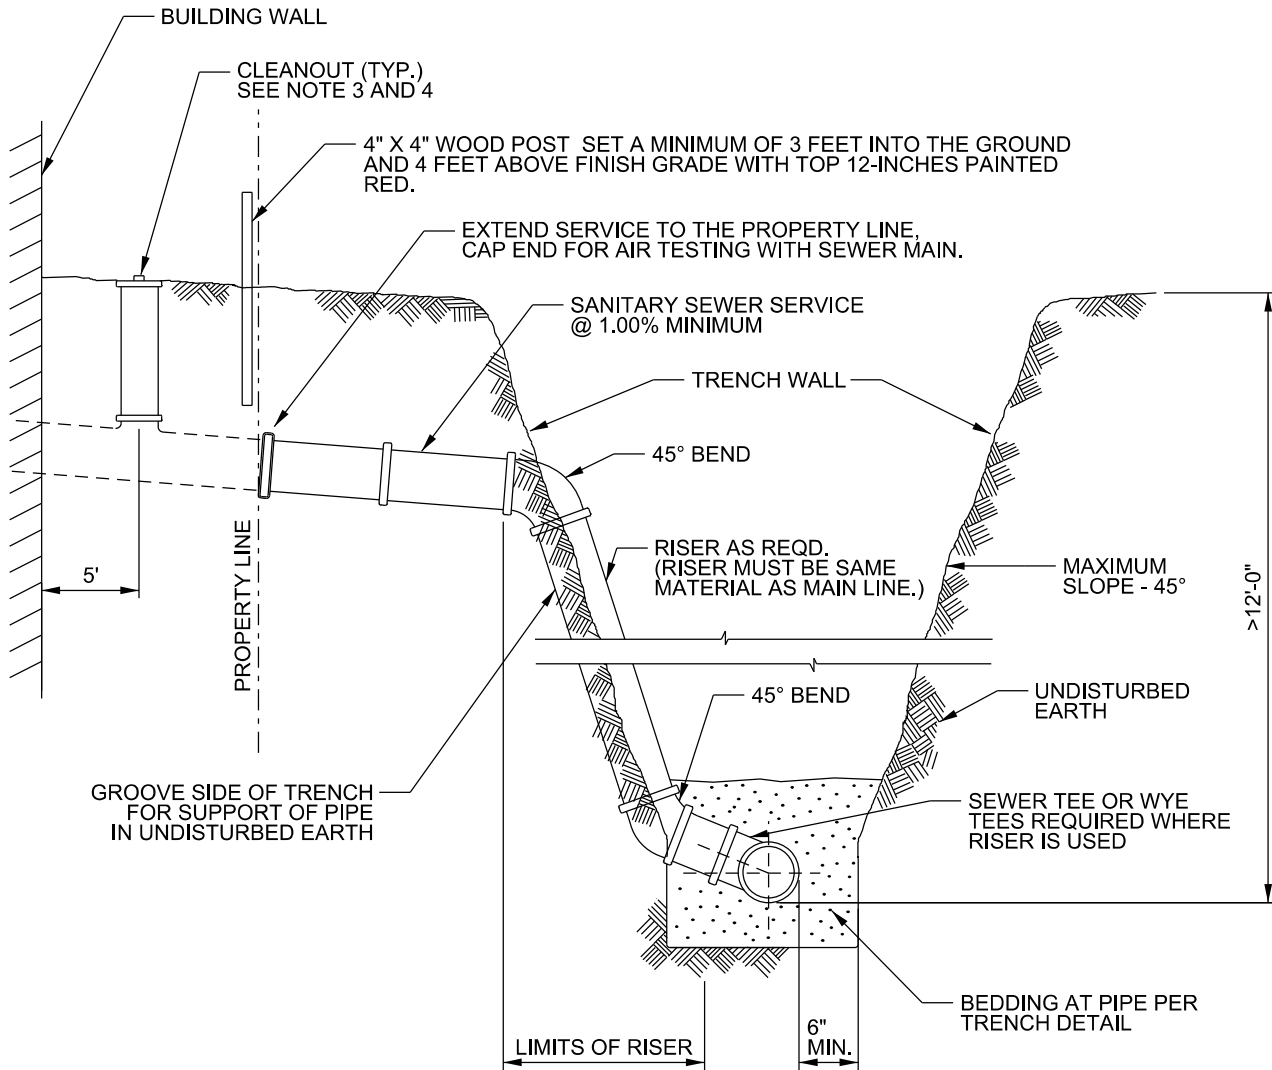 BUILDING WALL
CLEANOUT (TYP.)
SEE NOTE 3 AND 4
4" X 4" WOOD POST SET A MINIMUM OF 3 FEET INTO THE GROUND
AND 4 FEET ABOVE FINISH GRADE WITH TOP 12-INCHES PAINTED
RED.
EXTEND SERVICE TO THE PROPERTY LINE,
CAP END FOR AIR TESTING WITH SEWER MAIN.
SANITARY SEWER SERVICE
@ 1.00% MINIMUM
TRENCH WALL
45° BEND
PROPERTY LINE
5'
RISER AS REQD.
(RISER MUST BE SAME
MATERIAL AS MAIN LINE.)
MAXIMUM
SLOPE - 45°
>12'-0"
45° BEND
UNDISTURBED
EARTH
GROOVE SIDE OF TRENCH
FOR SUPPORT OF PIPE
IN UNDISTURBED EARTH
SEWER TEE OR WYE
TEES REQUIRED WHERE
RISER IS USED
BEDDING AT PIPE PER
TRENCH DETAIL
LIMITS OF RISER
6"
MIN.